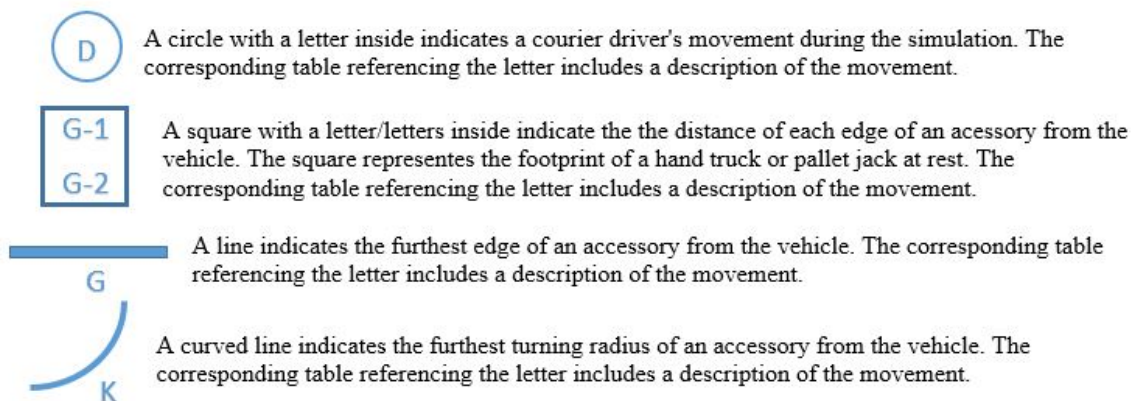 D
A circle with a letter inside indicates a courier driver's movement during the simulation. The
corresponding table referencing the letter includes a description of the movement.
G-1
G-2
A square with a letter/letters inside indicate the the distance of each edge of an acessory from the
vehicle. The square representes the footprint of a hand truck or pallet jack at rest. The
corresponding table referencing the letter includes a description of the movement.
G
A line indicates the furthest edge of an accessory from the vehicle. The corresponding table
referencing the letter includes a description of the movement.
K
A curved line indicates the furthest turning radius of an accessory from the vehicle. The
corresponding table referencing the letter includes a description of the movement.